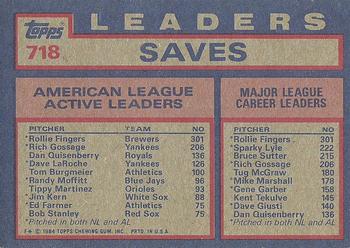 Topps
LEADERS
718
SAVES
AMERICAN LEAGUE
ACTIVE LEADERS
PITCHER TEAM NO
*Rollie Fingers Brewers 301
*Rich Gossage Yankees 206
Dan Quisenberry Royals 136
*Dave LaRoche Yankees 126
*Tom Burgmeier Athletics 100
*Randy Moffitt Blue Jays 96
Tippy Martinez Orioles 93
*Jim Kern White Sox 88
*Ed Farmer Athletics 75
Bob Stanley Red Sox 75
*Pitched in both NL and AL
MAJOR LEAGUE
CAREER LEADERS
PITCHER NO
*Rollie Fingers 301
*Sparky Lyle 222
Bruce Sutter 215
*Rich Gossage 206
Tug McGraw 180
*Mike Marshall 178
*Gene Garber 158
Kent Tekulve 143
*Dave Giusti 140
Dan Quisenberry 136
*Pitched in both NL and AL
F* © 1984 TOPPS CHEWING GUM, INC. PRTD. IN U.S.A.